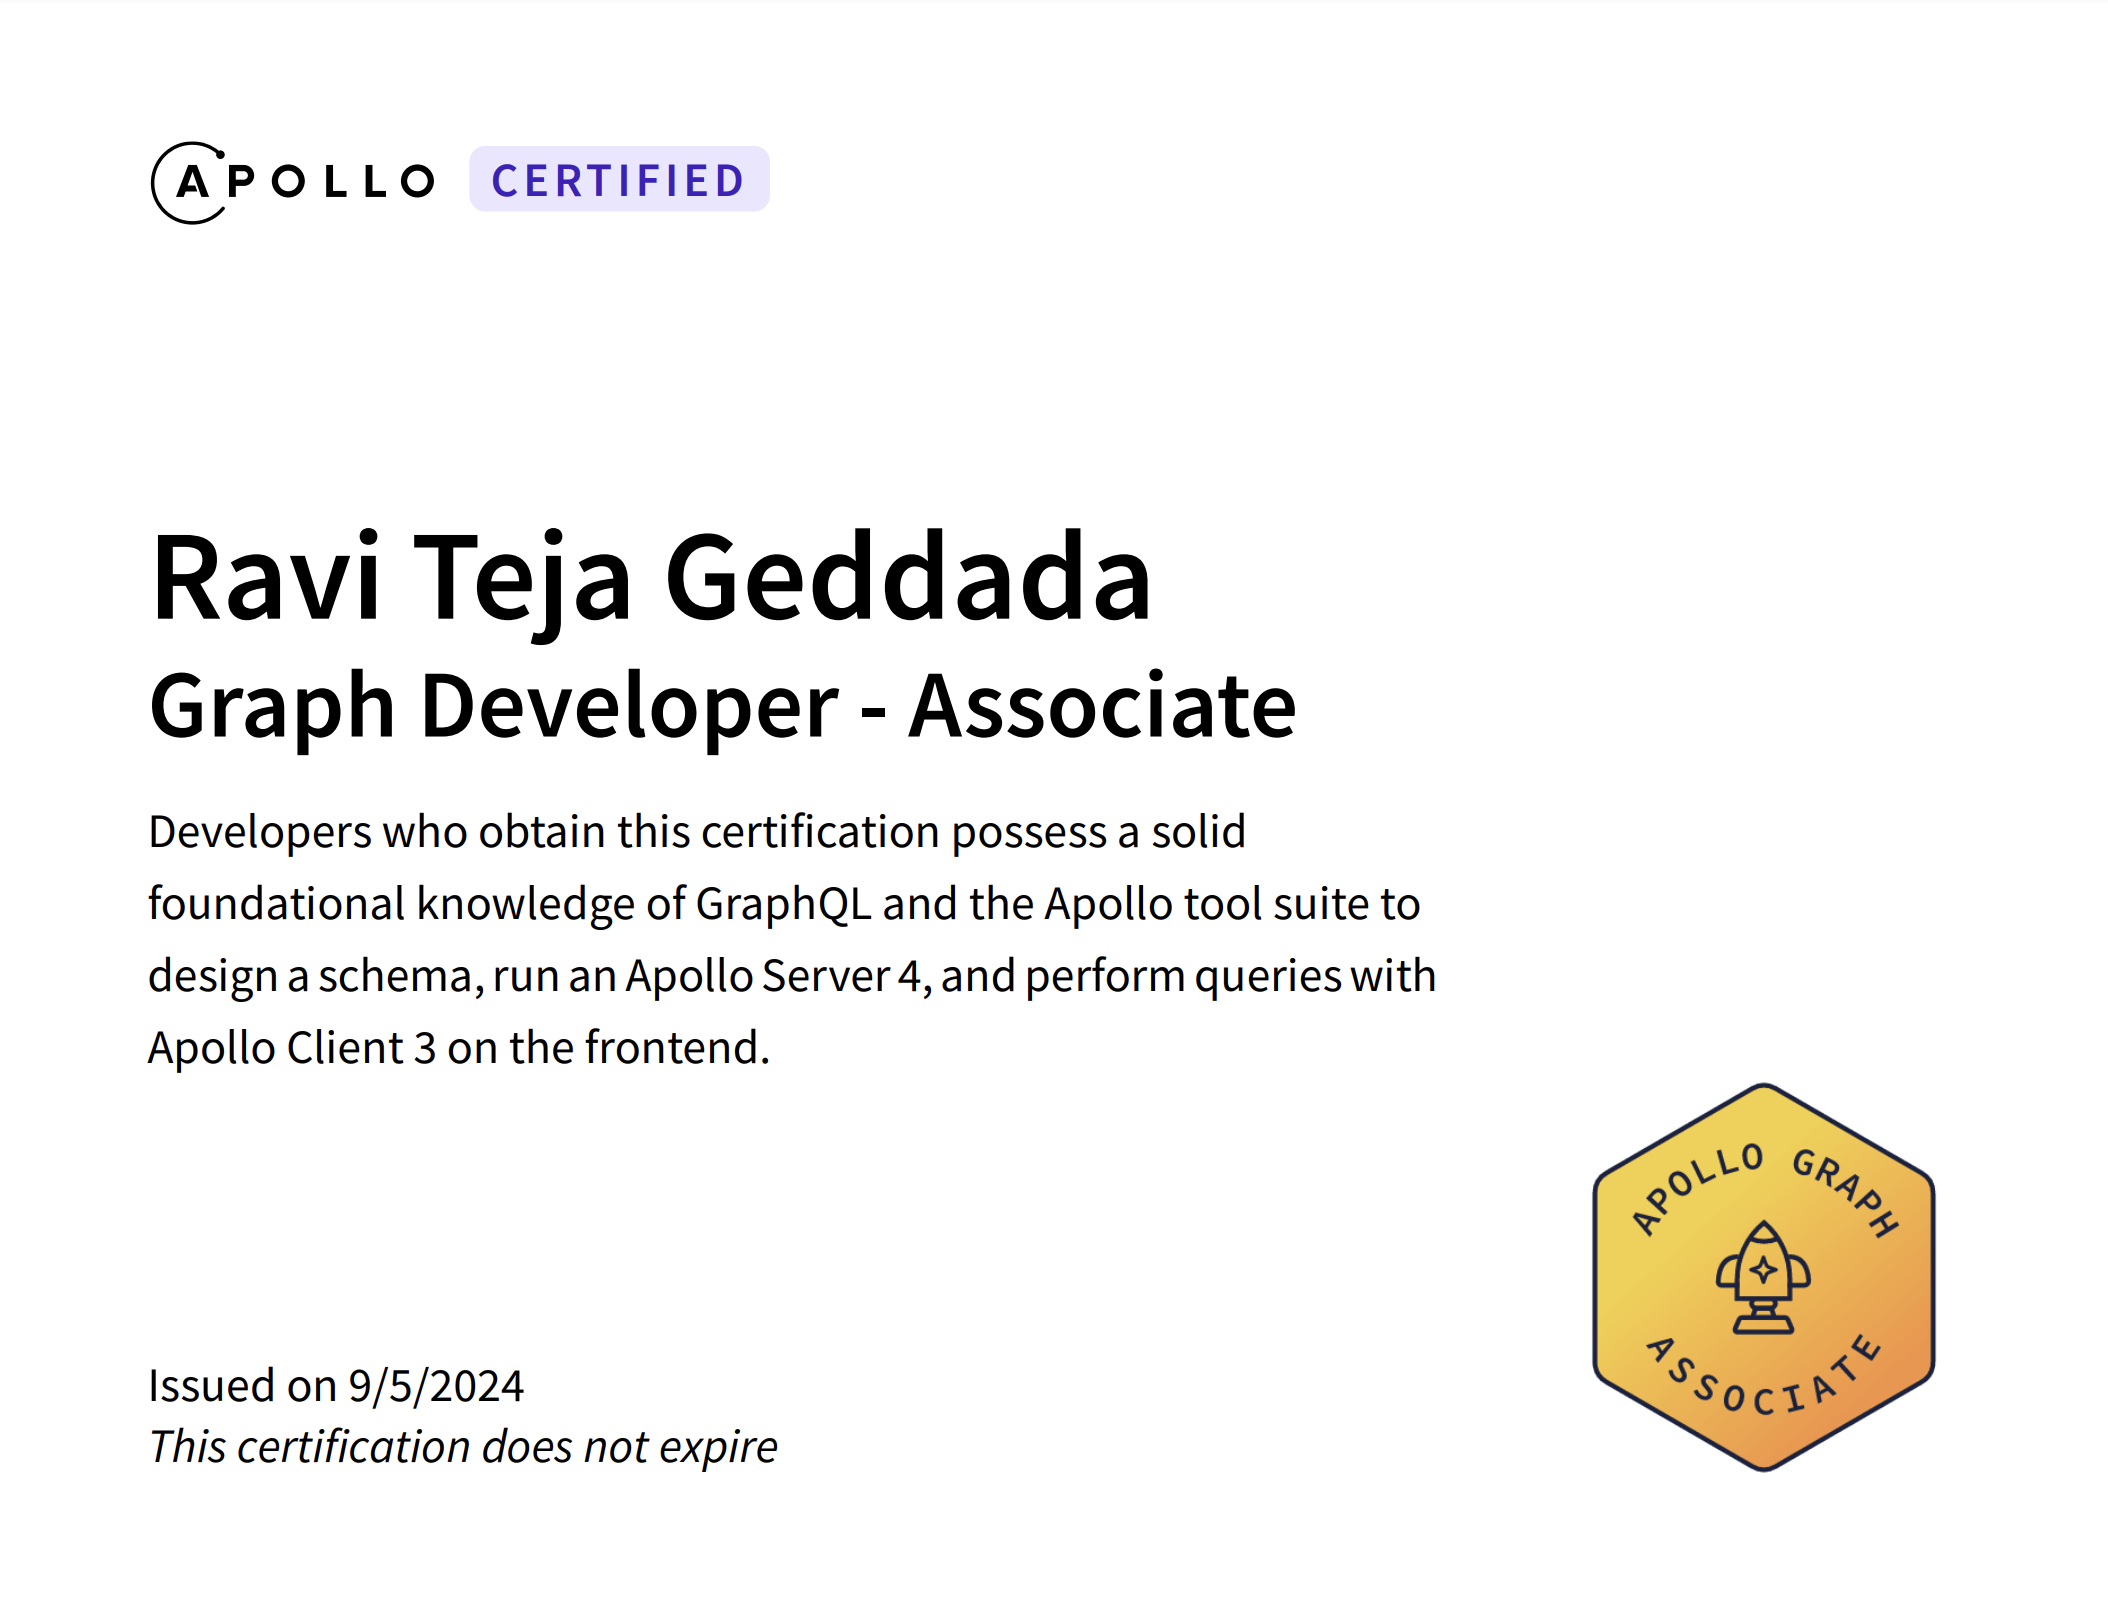 APOLLO CERTIFIED
Ravi Teja Geddada
Graph Developer - Associate
Developers who obtain this certification possess a solid
foundational knowledge of GraphQL and the Apollo tool suite to
design a schema, run an Apollo Server 4, and perform queries with
Apollo Client 3 on the frontend.
APOLLO GRAPH
ASSOCIATE
Issued on 9/5/2024
This certification does not expire